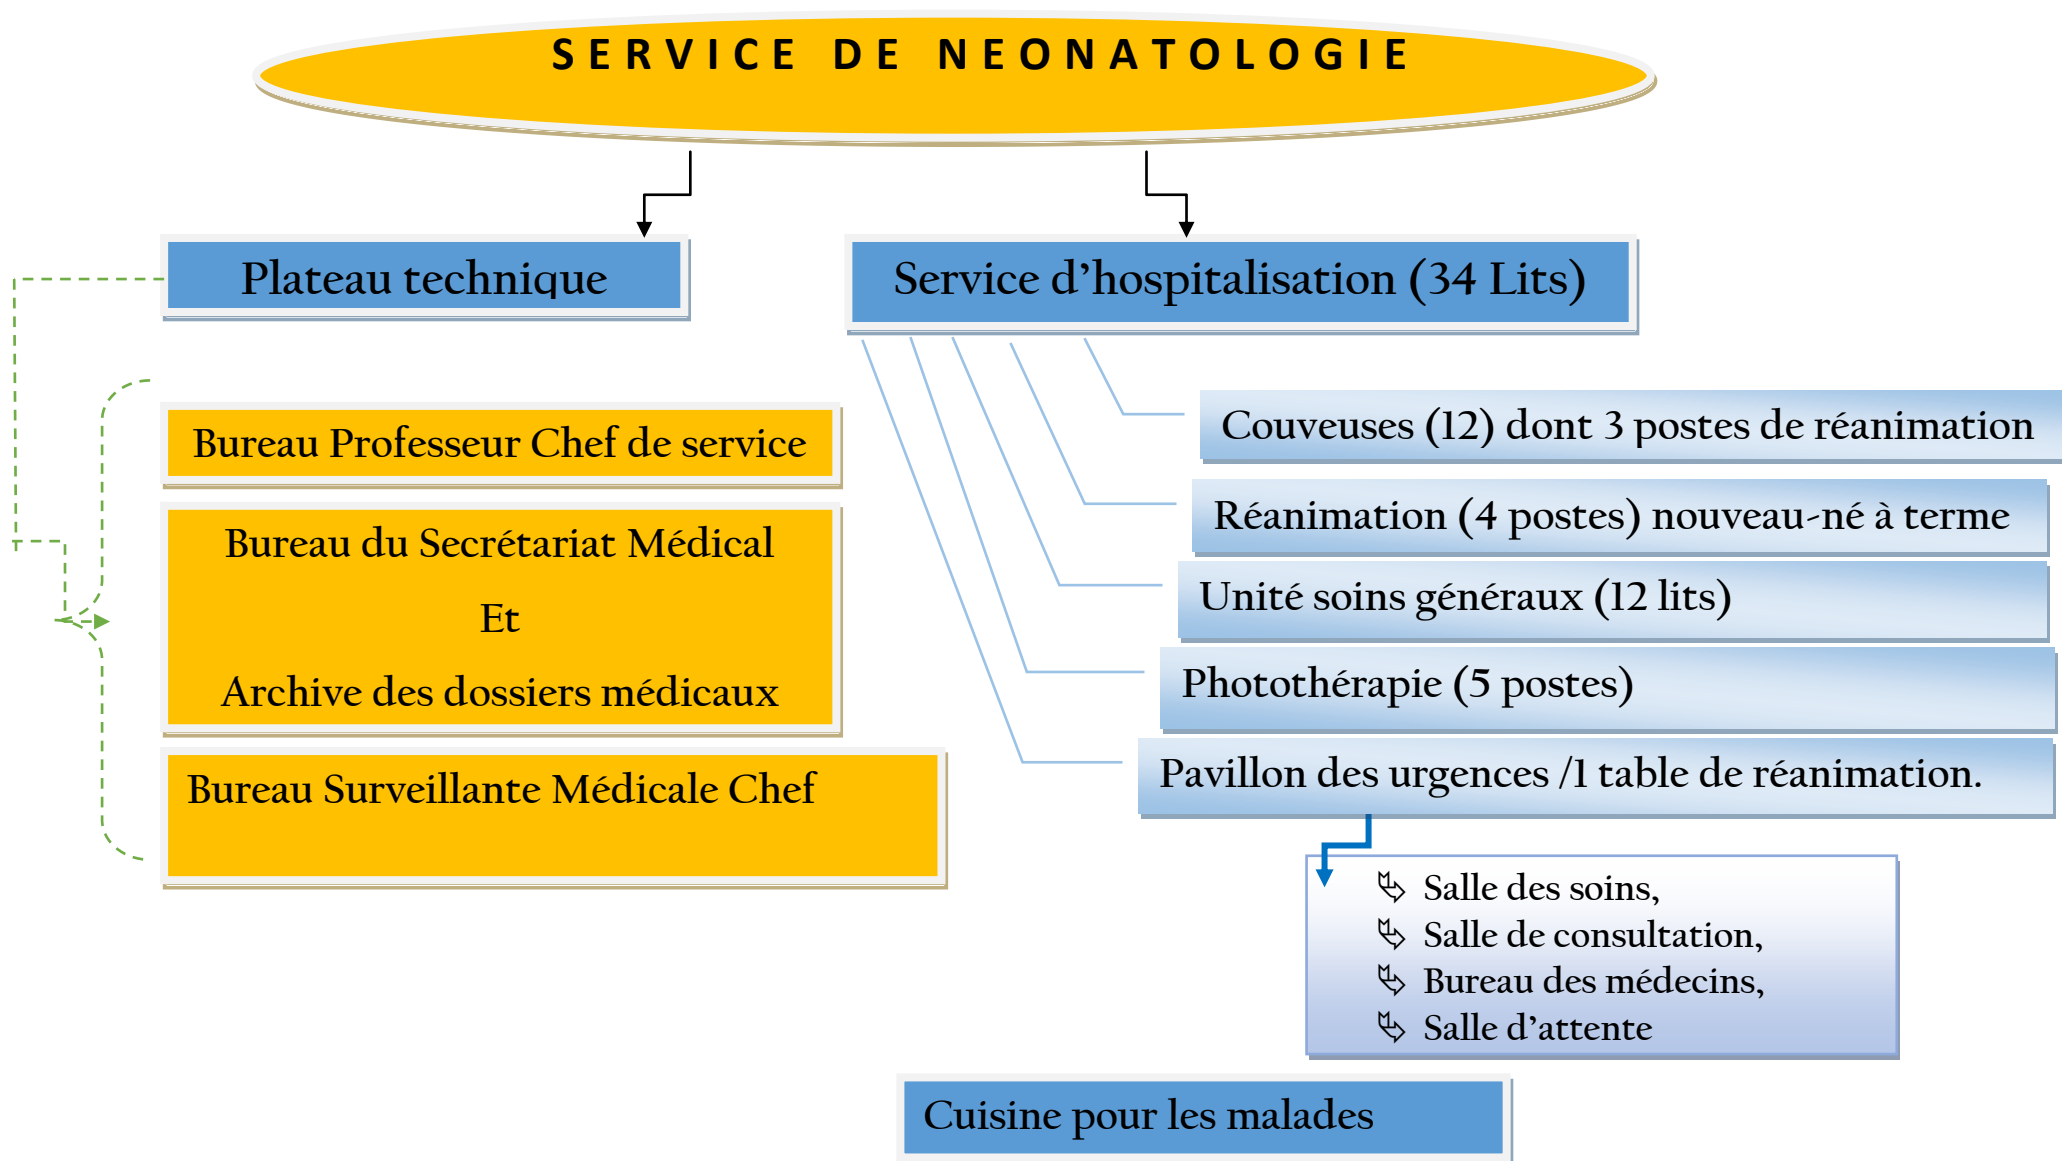 SERVICE DE NEONATOLOGIE
Plateau technique
Service d’hospitalisation (34 Lits)
Bureau Professeur Chef de service
Bureau du Secrétariat Médical
Et
Archive des dossiers médicaux
Bureau Surveillante Médicale Chef
Couveuses (12) dont 3 postes de réanimation
Réanimation (4 postes) nouveau-né à terme
Unité soins généraux (12 lits)
Photothérapie (5 postes)
Pavillon des urgences /1 table de réanimation.
Salle des soins,
Salle de consultation,
Bureau des médecins,
Salle d’attente
Cuisine pour les malades